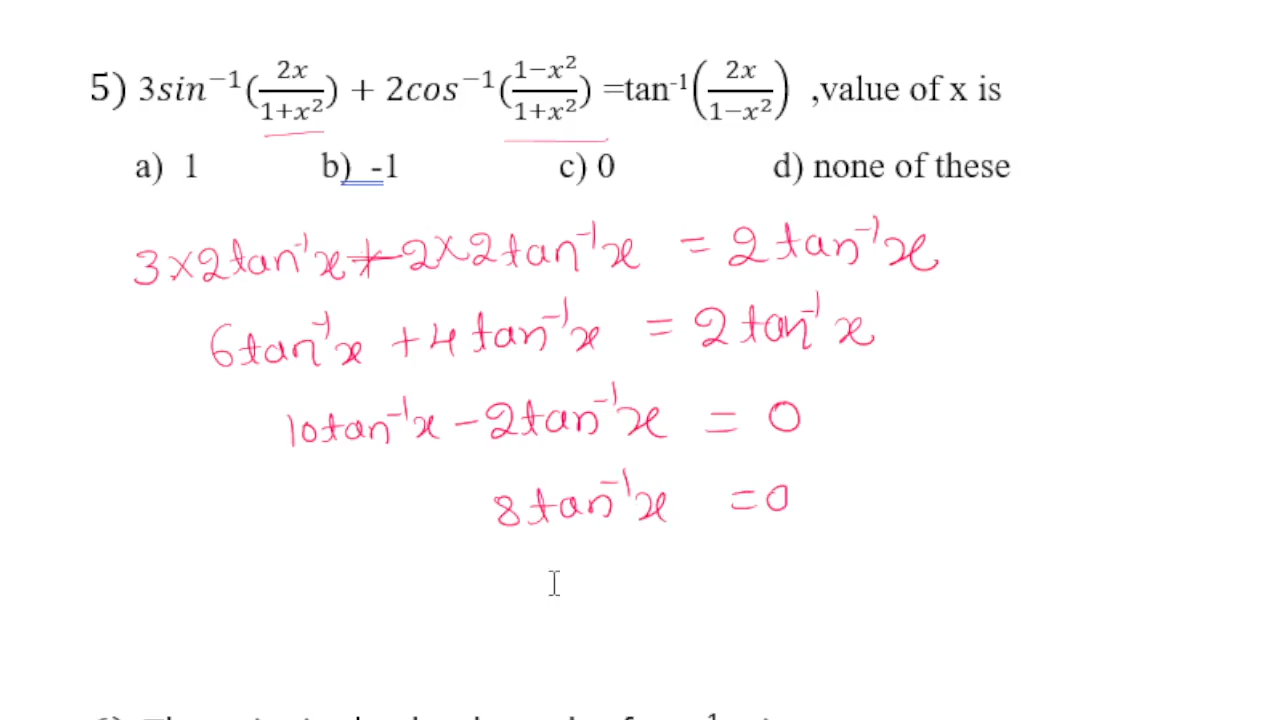 5) 3sin⁻¹(2x/1+x²) + 2cos⁻¹(1−x²/1+x²) =tan⁻¹(2x/1−x²) ,value of x is
a) 1 b) -1 c) 0 d) none of these
3×2tan⁻¹x + 2×2tan⁻¹x = 2tan⁻¹x
6tan⁻¹x + 4tan⁻¹x = 2tan⁻¹x
10tan⁻¹x − 2tan⁻¹x = 0
8tan⁻¹x = 0